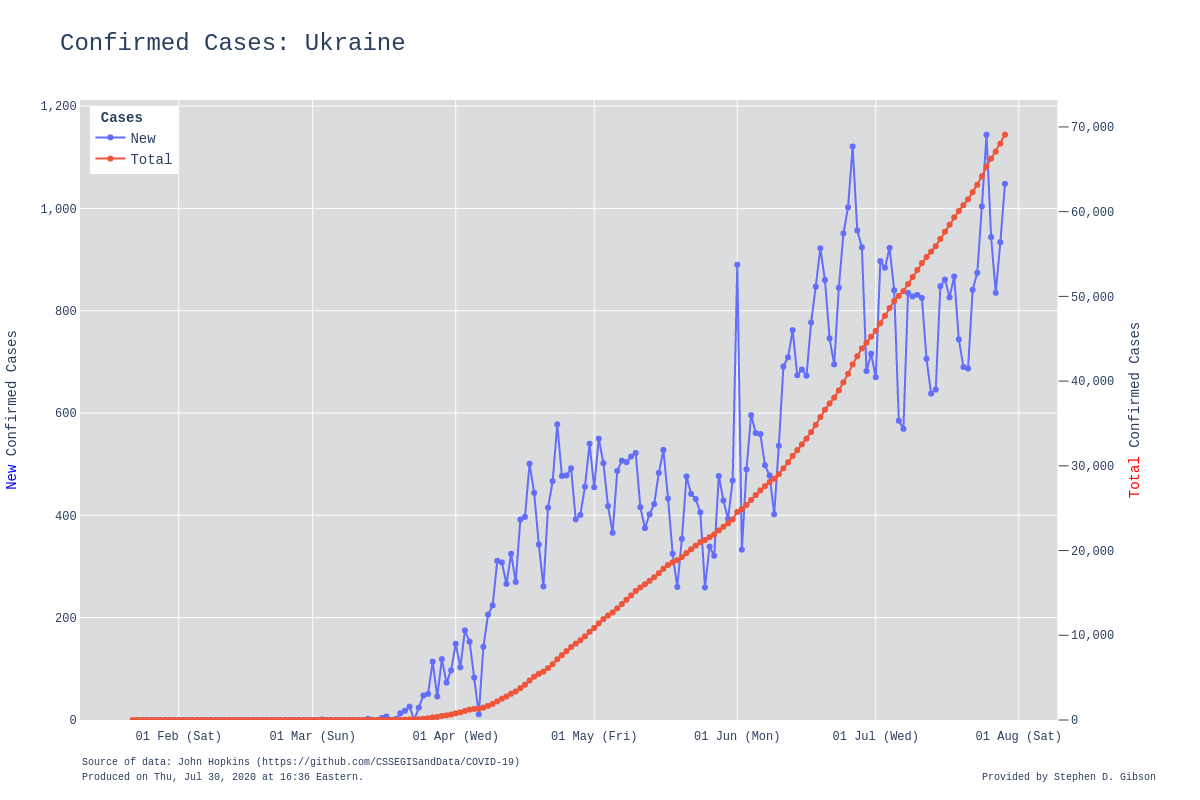 Confirmed Cases: Ukraine
Cases
New
Total
1,200
1,000
800
600
400
200
0
70,000
60,000
50,000
40,000
30,000
20,000
10,000
0
New Confirmed Cases
Total Confirmed Cases
01 Feb (Sat) 01 Mar (Sun) 01 Apr (Wed) 01 May (Fri) 01 Jun (Mon) 01 Jul (Wed) 01 Aug (Sat)
Source of data: John Hopkins (https://github.com/CSSEGISandData/COVID-19)
Produced on Thu, Jul 30, 2020 at 16:36 Eastern.
Provided by Stephen D. Gibson